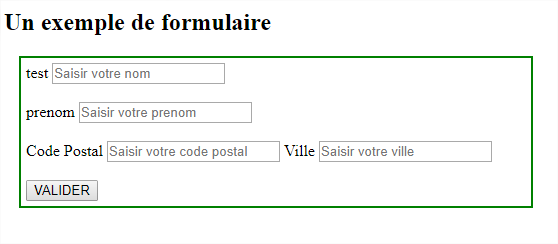 Un exemple de formulaire
test Saisir votre nom
prenom Saisir votre prenom
Code Postal Saisir votre code postal Ville Saisir votre ville
VALIDER